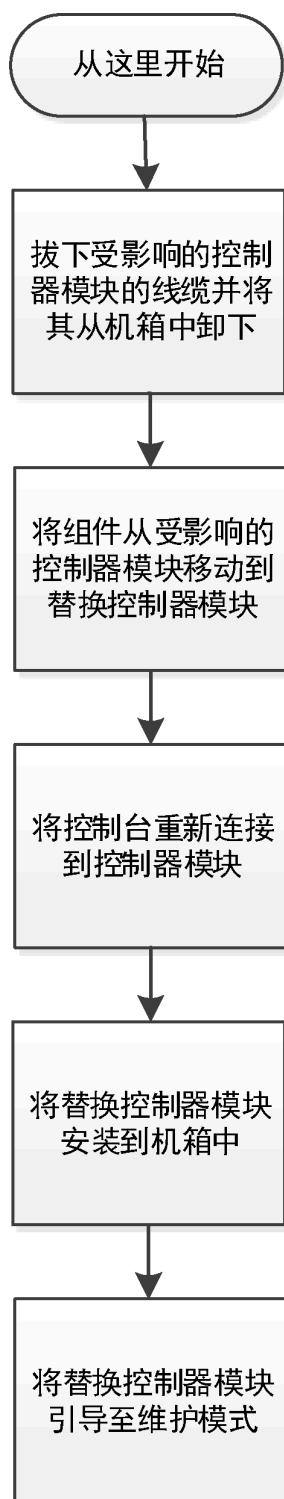 从这里开始
拔下受影响的控制
器模块的线缆并将
其从机箱中卸下
将组件从受影响的
控制器模块移动到
替换控制器模块
将控制台重新连接
到控制器模块
将替换控制器模块
安装到机箱中
将替换控制器模块
引导至维护模式